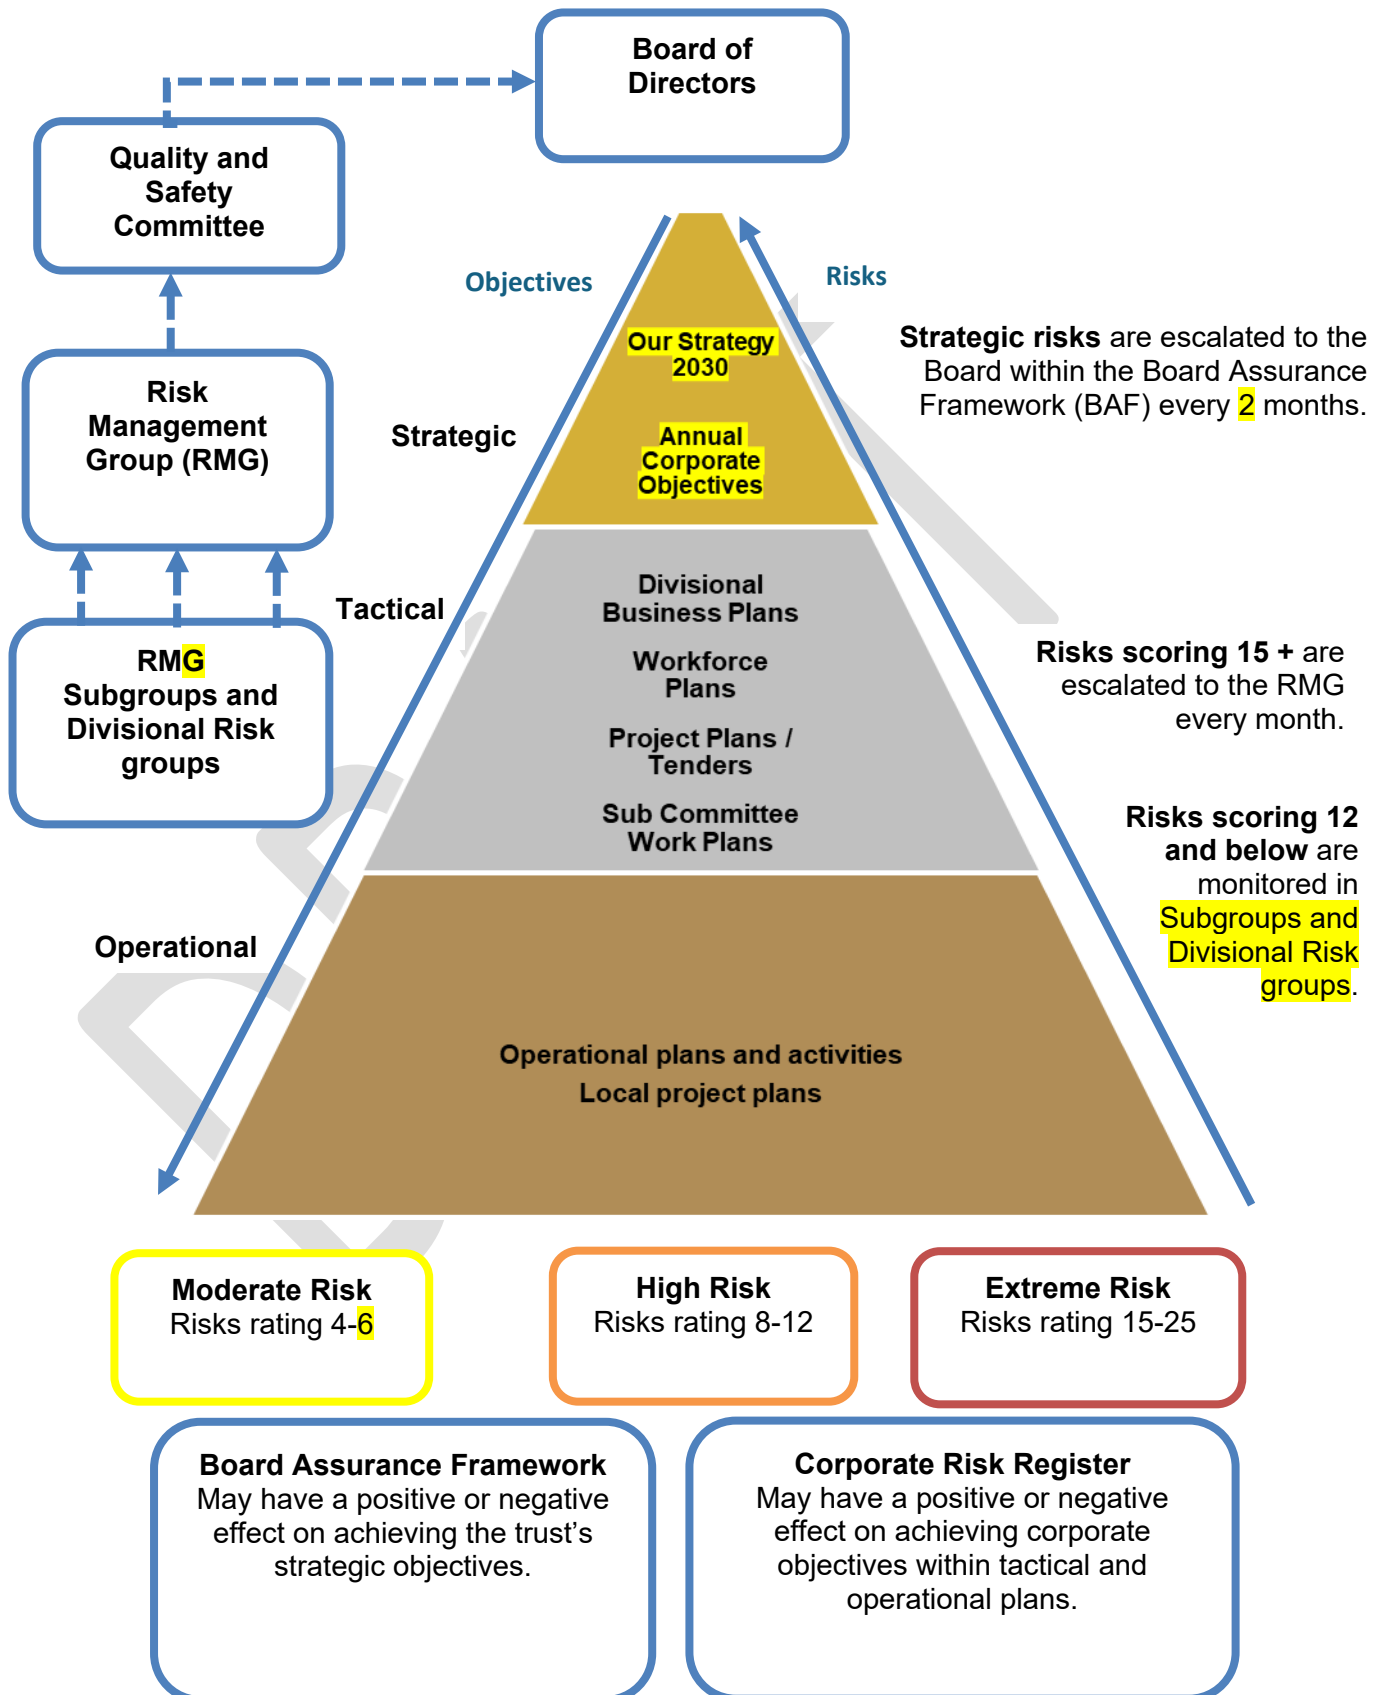 Board of
Directors
Quality and
Safety
Committee
Objectives
Risks
Our Strategy
2030
Strategic risks are escalated to the
Board within the Board Assurance
Framework (BAF) every 2 months.
Risk
Management
Group (RMG)
Strategic
Annual
Corporate
Objectives
Tactical
Divisional
Business Plans
Workforce
Plans
Project Plans /
Tenders
Sub Committee
Work Plans
RMG
Subgroups and
Divisional Risk
groups
Risks scoring 15 + are
escalated to the RMG
every month.
Risks scoring 12
and below are
monitored in
Subgroups and
Divisional Risk
groups.
Operational
Operational plans and activities
Local project plans
Moderate Risk
Risks rating 4-6
High Risk
Risks rating 8-12
Extreme Risk
Risks rating 15-25
Board Assurance Framework
May have a positive or negative
effect on achieving the trust’s
strategic objectives.
Corporate Risk Register
May have a positive or negative
effect on achieving corporate
objectives within tactical and
operational plans.